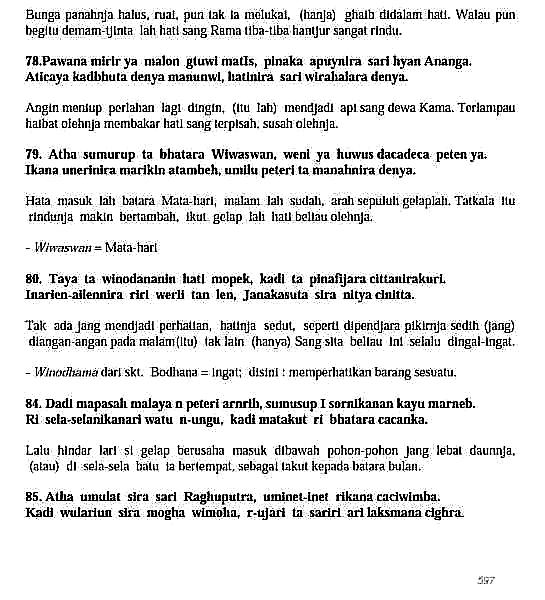 Bunga panahnja halus, rual, pun tak ia melukai, (hanja) ghaib didalam hati. Walau pun
begitu demam-tjinta lah hati sang Rama tiba-tiba hantjur sangat rindu.
78.Pawana mirir ya malon gtuwi matIs, pinaka apuynira sari hyan Ananga.
Aticaya kadbhuta denya manunwi, hatinira sari wirahalara denya.
Angin meniup perlahan lagi dingin, (itu lah) mendjadi api sang dewa Kama. Terlampau
haibat olehnja membakar hati sang terpisah, susah olehnja.
79. Atha sumurup ta bhatara Wiwaswan, weni ya huwus dacadeca peten ya.
Ikana unerinira marikin atambeh, umilu peteri ta manahnira denya.
Hata masuk lah batara Mata-hari, malam lah sudah, arah sepuluh gelaplah. Tatkala itu
rindunja makin bertambah, ikut gelap lah hati beliau olehnja.
- Wiwaswan = Mata-hari
80. Taya ta winodananin hati mopek, kadi ta pinafijara cittanirakuri.
Inarien-ailennira riri werli tan len, Janakasuta sira nitya cinitta.
Tak ada jang mendjadi perhatian, hatinja sedut, seperti dipendjara pikirnja sedih (jang)
diangan-angan pada malam(itu) tak lain (hanya) Sang sita beliau ini selalu dingal-ingat.
- Winodhama dari skt. Bodhana = ingat; disini : memperhatikan barang sesuatu.
84. Dadi mapasah malaya n peteri arnrih, sumusup I sornikanan kayu marneb.
Ri sela-selanikanari watu n-ungu, kadi matakut ri bhatara cacanka.
Lalu hindar lari si gelap berusaha masuk dibawah pohon-pohon jang lebat daunnja,
(atau) di sela-sela batu ia bertempat, sebagai takut kepada batara bulan.
85. Atha umulat sira sari Raghuputra, uminet-inet rikana caciwimba.
Kadi wulariun sira mogha wimoha, r-ujari ta sariri ari laksmana cighra.
597